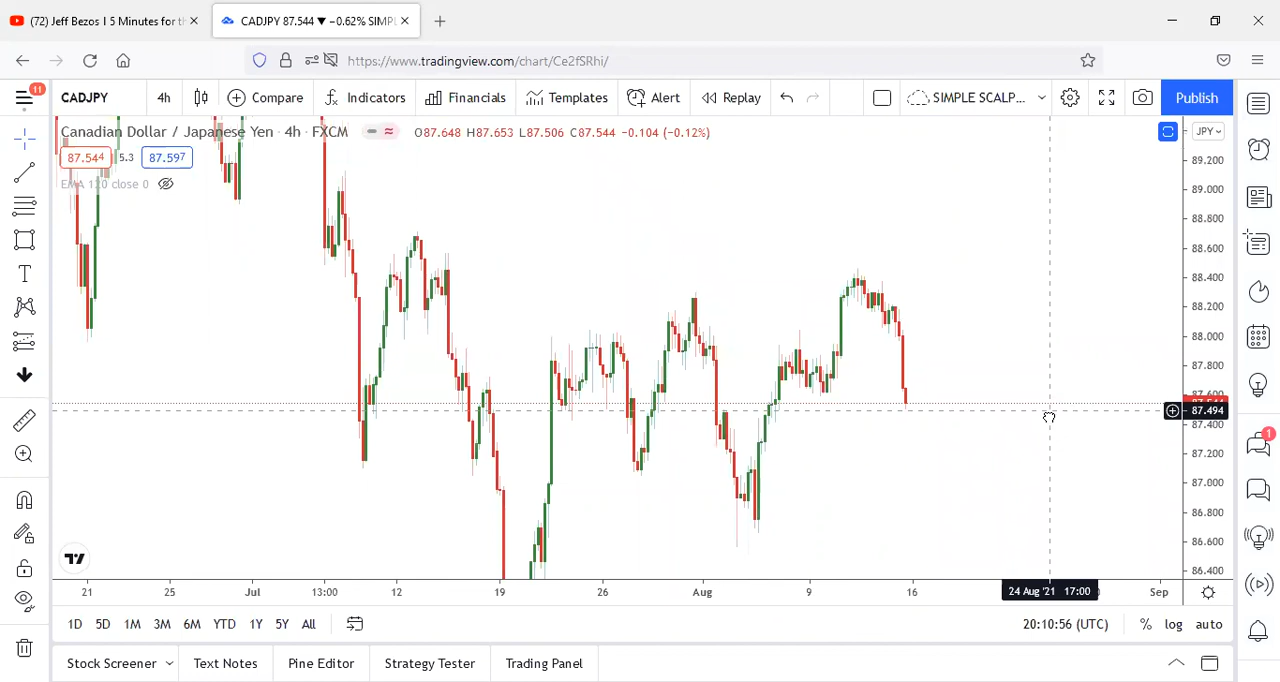 (72) Jeff Bezos I 5 Minutes for th
CADJPY 87.544 ▼ −0.62% SIMPL
https://www.tradingview.com/chart/Ce2fSRhi/
11
CADJPY
4h
Compare
Indicators
Financials
Templates
Alert
Replay
SIMPLE SCALP...
Publish
Canadian Dollar / Japanese Yen · 4h · FXCM
O87.648 H87.653 L87.506 C87.544 −0.104 (−0.12%)
JPY
87.544
5.3
87.597
EMA 120 close 0
89.200
89.000
88.800
88.600
88.400
88.200
88.000
87.800
87.494
87.400
87.200
87.000
86.800
86.600
86.400
1
21
25
Jul
13:00
12
19
26
Aug
9
16
24 Aug '21 17:00
Sep
1D
5D
1M
3M
6M
YTD
1Y
5Y
All
20:10:56 (UTC)
%
log
auto
Stock Screener
Text Notes
Pine Editor
Strategy Tester
Trading Panel